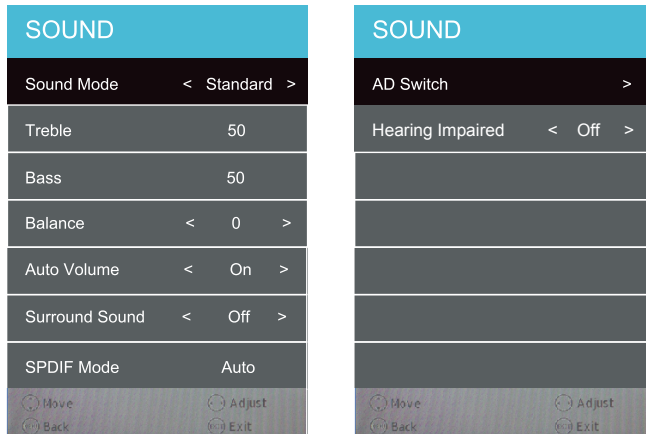 SOUND
Sound Mode < Standard >
Treble 50
Bass 50
Balance < 0 >
Auto Volume < On >
Surround Sound < Off >
SPDIF Mode Auto
Move Adjust
Back Exit
SOUND
AD Switch >
Hearing Impaired < Off >
Move Adjust
Back Exit